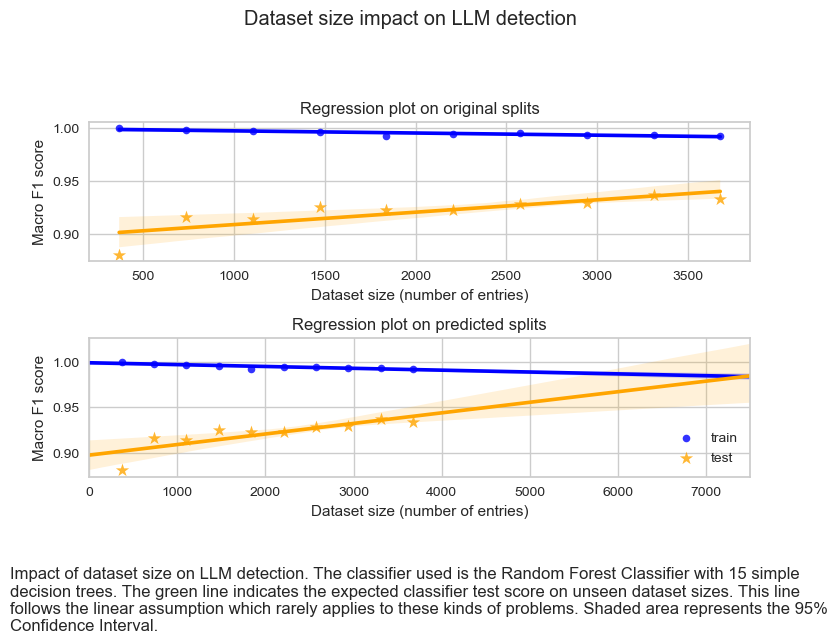 Dataset size impact on LLM detection
Regression plot on original splits
1.00
0.95
0.90
Macro F1 score
500 1000 1500 2000 2500 3000 3500
Dataset size (number of entries)
Regression plot on predicted splits
1.00
0.95
0.90
Macro F1 score
train
test
0 1000 2000 3000 4000 5000 6000 7000
Dataset size (number of entries)
Impact of dataset size on LLM detection. The classifier used is the Random Forest Classifier with 15 simple
decision trees. The green line indicates the expected classifier test score on unseen dataset sizes. This line
follows the linear assumption which rarely applies to these kinds of problems. Shaded area represents the 95%
Confidence Interval.